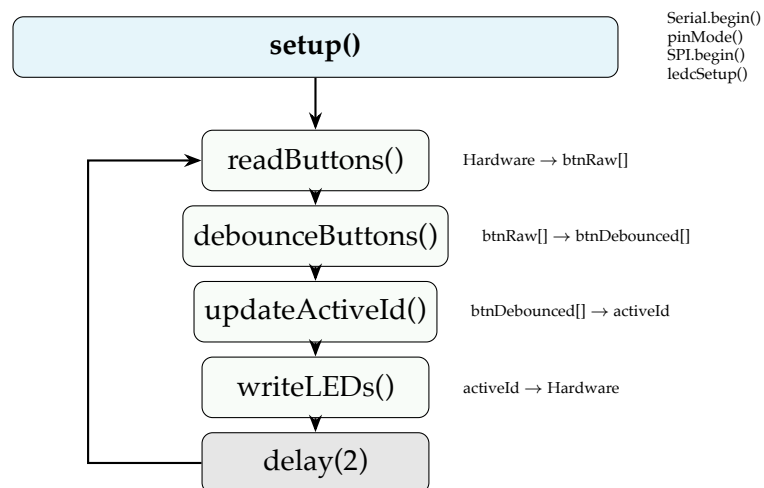 setup()
Serial.begin()
pinMode()
SPI.begin()
ledcSetup()
readButtons()
Hardware → btnRaw[]
debounceButtons()
btnRaw[] → btnDebounced[]
updateActiveId()
btnDebounced[] → activeId
writeLEDs()
activeId → Hardware
delay(2)